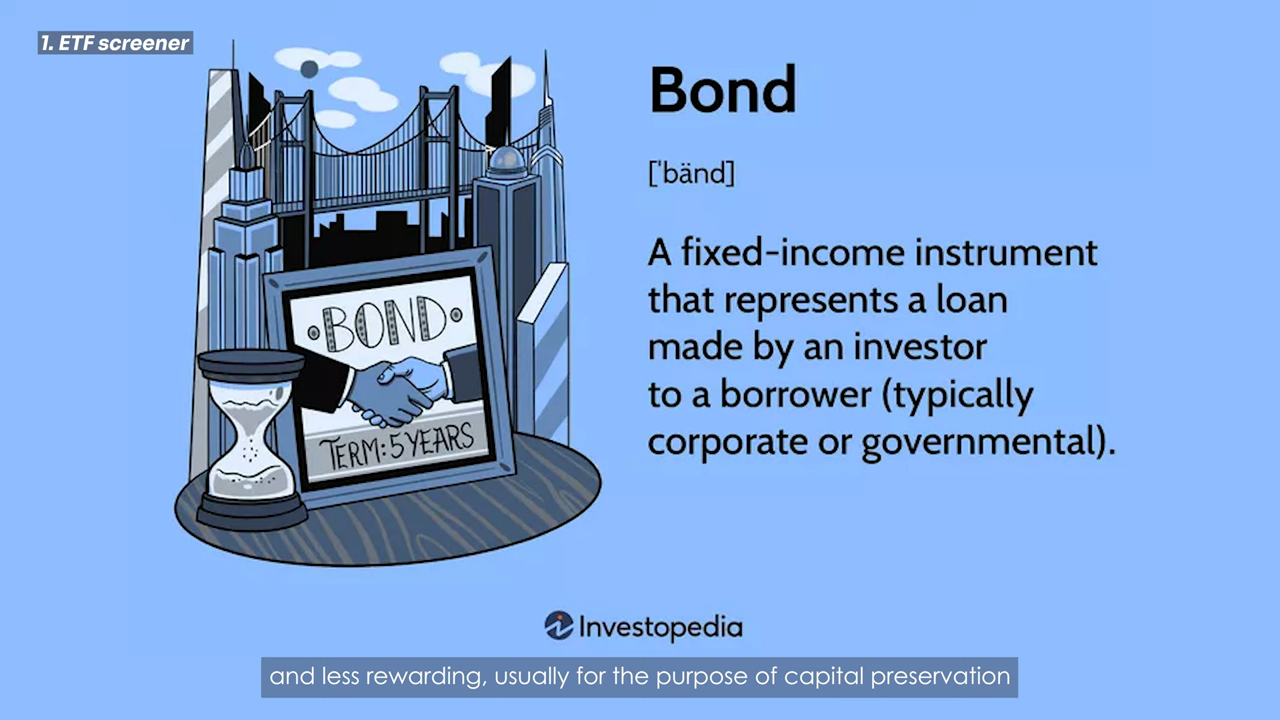 1. ETF screener
Bond
[ˈbänd]
A fixed-income instrument
that represents a loan
made by an investor
to a borrower (typically
corporate or governmental).
BOND
TERM: 5 YEARS
Investopedia
and less rewarding, usually for the purpose of capital preservation